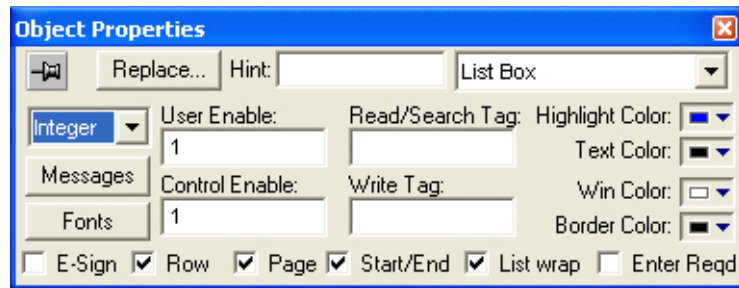 Object Properties
Replace... Hint: List Box
Integer User Enable: Read/Search Tag: Highlight Color:
1 Text Color:
Messages Control Enable: Write Tag: Win Color:
Fonts 1 Border Color:
E-Sign Row Page Start/End List wrap Enter Reqd